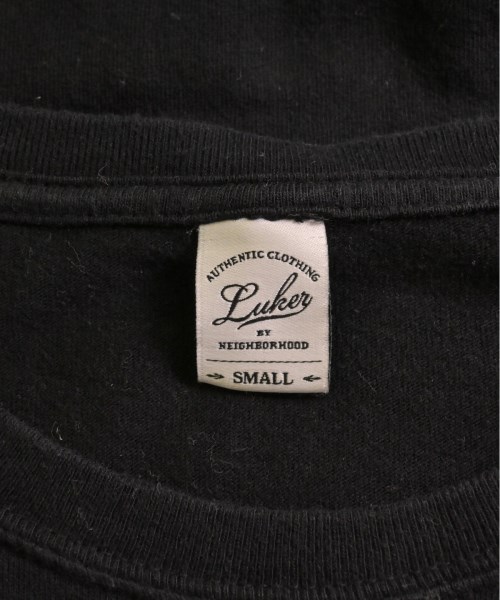 AUTHENTIC CLOTHING
Luker
BY
NEIGHBORHOOD
SMALL